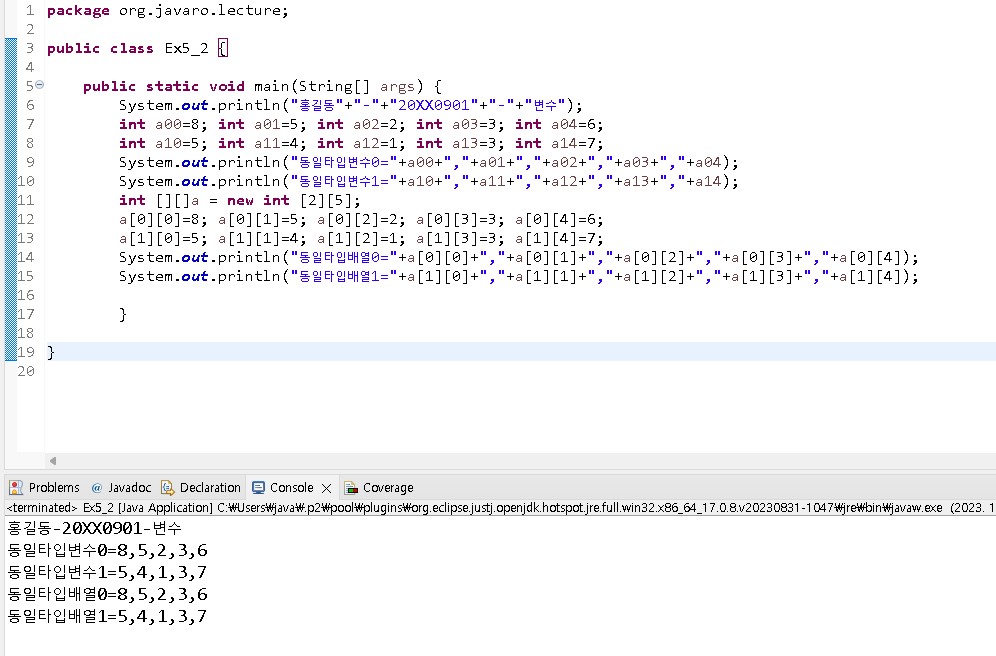 1 package org.javaro.lecture;
2
3 public class Ex5_2 {
4
5 public static void main(String[] args) {
6 System.out.println("홍길동"+"-"+"20XX0901"+"-"+"변수");
7 int a00=8; int a01=5; int a02=2; int a03=3; int a04=6;
8 int a10=5; int a11=4; int a12=1; int a13=3; int a14=7;
9 System.out.println("동일타입변수0="+a00+","+a01+","+a02+","+a03+","+a04);
10 System.out.println("동일타입변수1="+a10+","+a11+","+a12+","+a13+","+a14);
11 int [][]a = new int [2][5];
12 a[0][0]=8; a[0][1]=5; a[0][2]=2; a[0][3]=3; a[0][4]=6;
13 a[1][0]=5; a[1][1]=4; a[1][2]=1; a[1][3]=3; a[1][4]=7;
14 System.out.println("동일타입배열0="+a[0][0]+","+a[0][1]+","+a[0][2]+","+a[0][3]+","+a[0][4]);
15 System.out.println("동일타입배열1="+a[1][0]+","+a[1][1]+","+a[1][2]+","+a[1][3]+","+a[1][4]);
16
17 }
18
19 }
20
Problems @ Javadoc Declaration Console Coverage
<terminated> Ex5_2 [Java Application] C:₩Users₩java₩.p2₩pool₩plugins₩org.eclipse.justj.openjdk.hotspot.jre.full.win32.x86_64_17.0.8.v20230831-1047₩jre₩bin₩javaw.exe (2023. 1
홍길동-20XX0901-변수
동일타입변수0=8,5,2,3,6
동일타입변수1=5,4,1,3,7
동일타입배열0=8,5,2,3,6
동일타입배열1=5,4,1,3,7